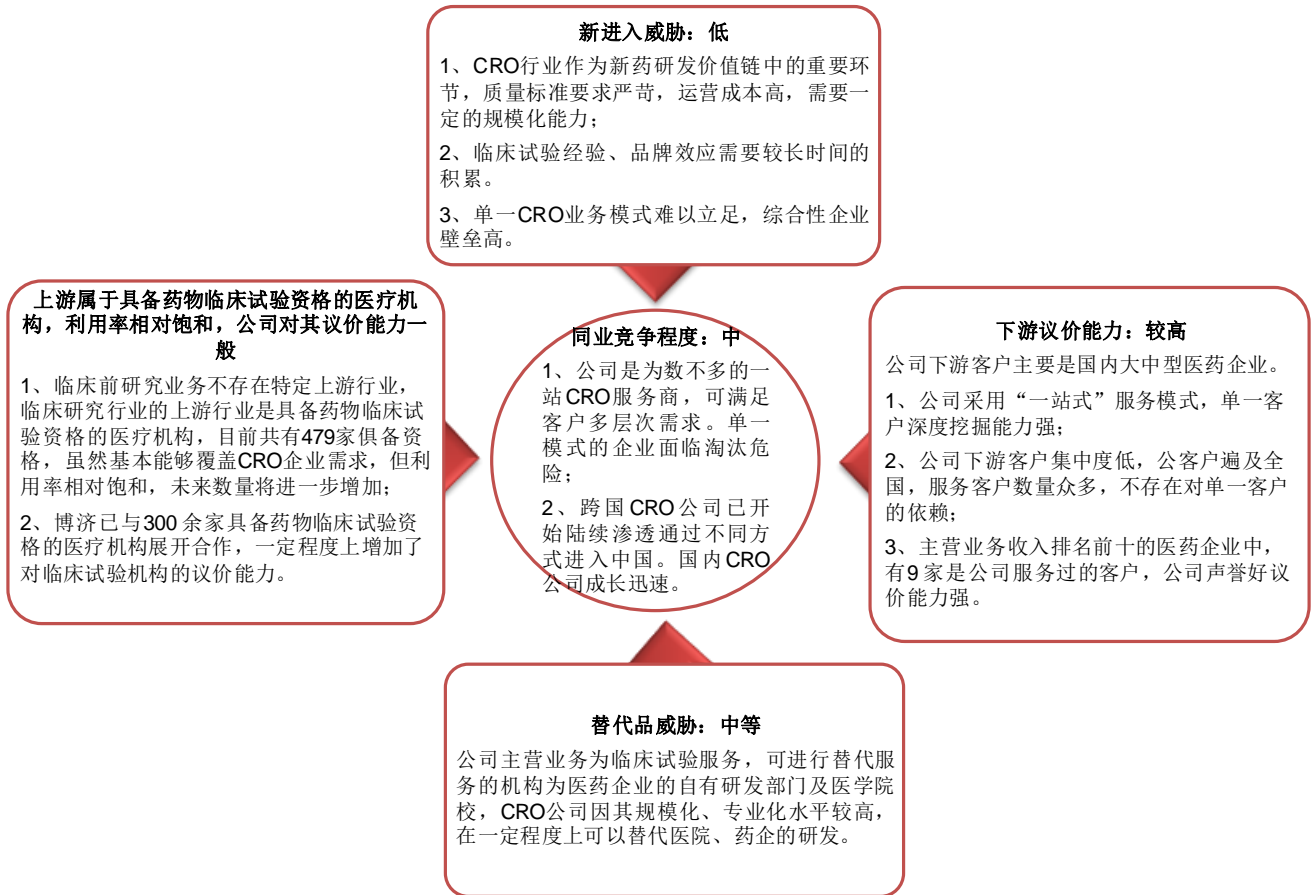 新进入威胁：低
1、CRO行业作为新药研发价值链中的重要环
节，质量标准要求严苛，运营成本高，需要一
定的规模化能力；
2、临床试验经验、品牌效应需要较长时间的
积累。
3、单一CRO业务模式难以立足，综合性企业
壁垒高。
上游属于具备药物临床试验资格的医疗机
构，利用率相对饱和，公司对其议价能力一
般
1、临床前研究业务不存在特定上游行业，
临床研究行业的上游行业是具备药物临床试
验资格的医疗机构，目前共有479家俱备资
格，虽然基本能够覆盖CRO企业需求，但利
用率相对饱和，未来数量将进一步增加；
2、博济已与300余家具备药物临床试验资
格的医疗机构展开合作，一定程度上增加了
对临床试验机构的议价能力。
同业竞争程度：中
1、公司是为数不多的一
站CRO服务商，可满足
客户多层次需求。单一
模式的企业面临淘汰危
险；
2、跨国CRO公司已开
始陆续渗透通过不同方
式进入中国。国内CRO
公司成长迅速。
下游议价能力：较高
公司下游客户主要是国内大中型医药企业。
1、公司采用“一站式”服务模式，单一客
户深度挖掘能力强；
2、公司下游客户集中度低，公客户遍及全
国，服务客户数量众多，不存在对单一客户
的依赖；
3、主营业务收入排名前十的医药企业中，
有9家是公司服务过的客户，公司声誉好议
价能力强。
替代品威胁：中等
公司主营业务为临床试验服务，可进行替代服
务的机构为医药企业的自有研发部门及医学院
校，CRO公司因其规模化、专业化水平较高，
在一定程度上可以替代医院、药企的研发。